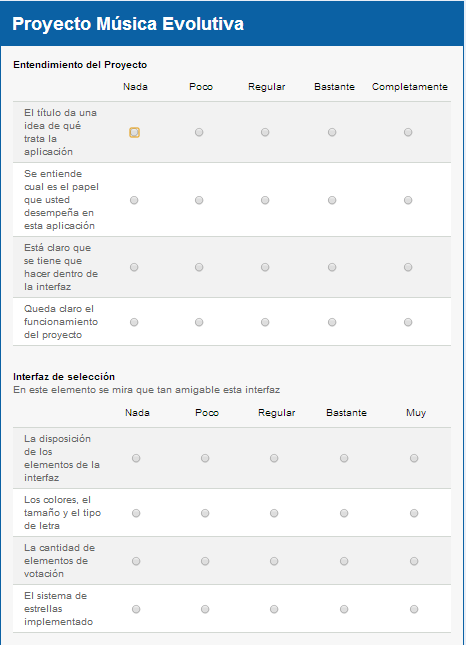 Proyecto Música Evolutiva
Entendimiento del Proyecto
Nada Poco Regular Bastante Completamente
El título da una
idea de qué
trata la
aplicación
Se entiende
cual es el papel
que usted
desempeña en
esta aplicación
Está claro que
se tiene que
hacer dentro de
la interfaz
Queda claro el
funcionamiento
del proyecto
Interfaz de selección
En este elemento se mira que tan amigable esta interfaz
Nada Poco Regular Bastante Muy
La disposición
de los
elementos de la
interfaz
Los colores, el
tamaño y el tipo
de letra
La cantidad de
elementos de
votación
El sistema de
estrellas
implementado